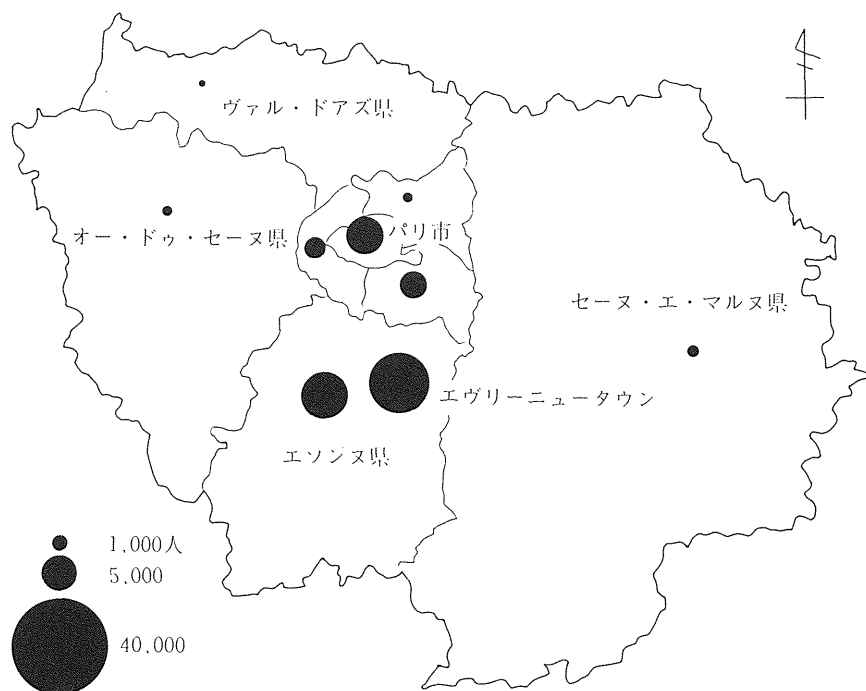 ヴァル・ドアズ県
オー・ドゥ・セーヌ県
パリ市
セーヌ・エ・マルヌ県
エヴリーニュータウン
エソンヌ県
1,000人
5,000
40,000